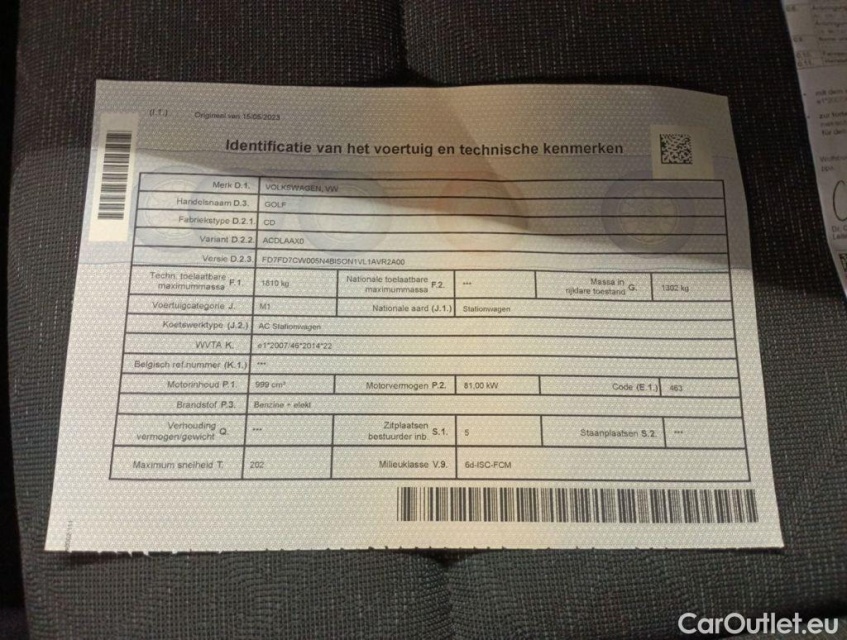 (I.1.) Origineel van 15/06/2023
Identificatie van het voertuig en technische kenmerken
Merk D.1. VOLKSWAGEN, VW
Handelsnaam D.3. GOLF
Fabriekstype D.2.1. CD
Variant D.2.2. ACDLAAX0
Versie D.2.3. FD7FD7CW005N4BISON1VL1AVR2A00
Techn. toelaatbare maximummassa F.1. 1810 kg Nationale toelaatbare maximummassa F.2. *** Massa in rijklare toestand G. 1302 kg
Voertuigcategorie J. M1 Nationale aard (J.1.) Stationwagen
Koetswerktype (J.2.) AC Stationwagen
WVTA K. e1*2007/46*2014*22
Belgisch ref.nummer (K.1.) ***
Motorinhoud P.1. 999 cm³ Motorvermogen P.2. 81,00 kW Code (E.1.) 463
Brandstof P.3. Benzine + elekt
Verhouding vermogen/gewicht Q. *** Zitplaatsen bestuurder inb. S.1. 5 Staanplaatsen S.2. ***
Maximum snelheid T. 202 Milieuklasse V.9. 6d-ISC-FCM
CarOutlet.eu